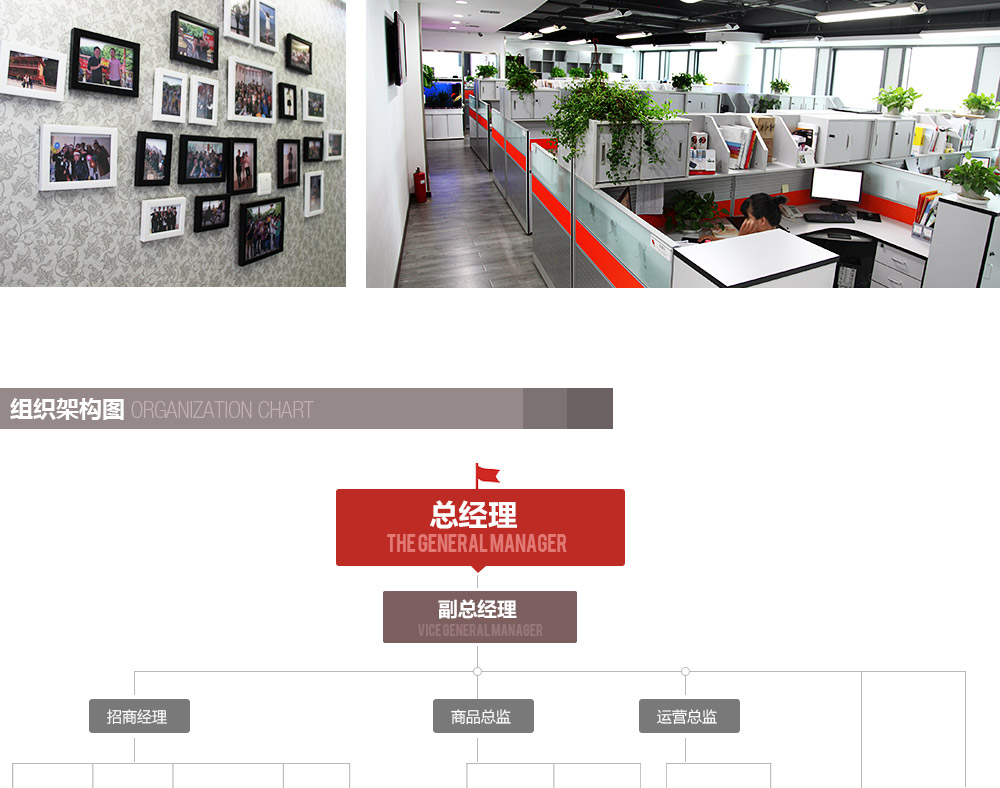 组织架构图 ORGANIZATION CHART
总经理
THE GENERAL MANAGER
副总经理
VICE GENERAL MANAGER
招商经理 商品总监 运营总监